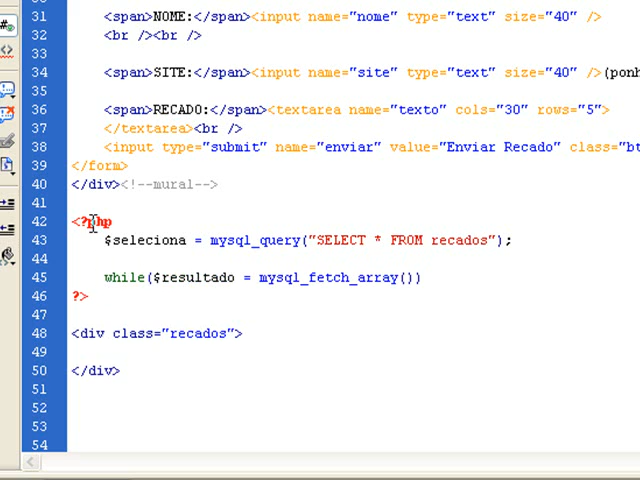 31 <span>NOME:</span><input name="nome" type="text" size="40" />
32 <br /><br />
33
34 <span>SITE:</span><input name="site" type="text" size="40" />
35
36 <span>RECADO:</span><textarea name="texto" cols="30" rows="5">
37 </textarea><br />
38 <input type="submit" name="enviar" value="Enviar Recado" class="bt
39 </form>
40 </div><!--mural-->
41
42 <?php
43 $seleciona = mysql_query("SELECT * FROM recados");
44
45 while($resultado = mysql_fetch_array())
46 ?>
47
48 <div class="recados">
49
50 </div>
51
52
53
54